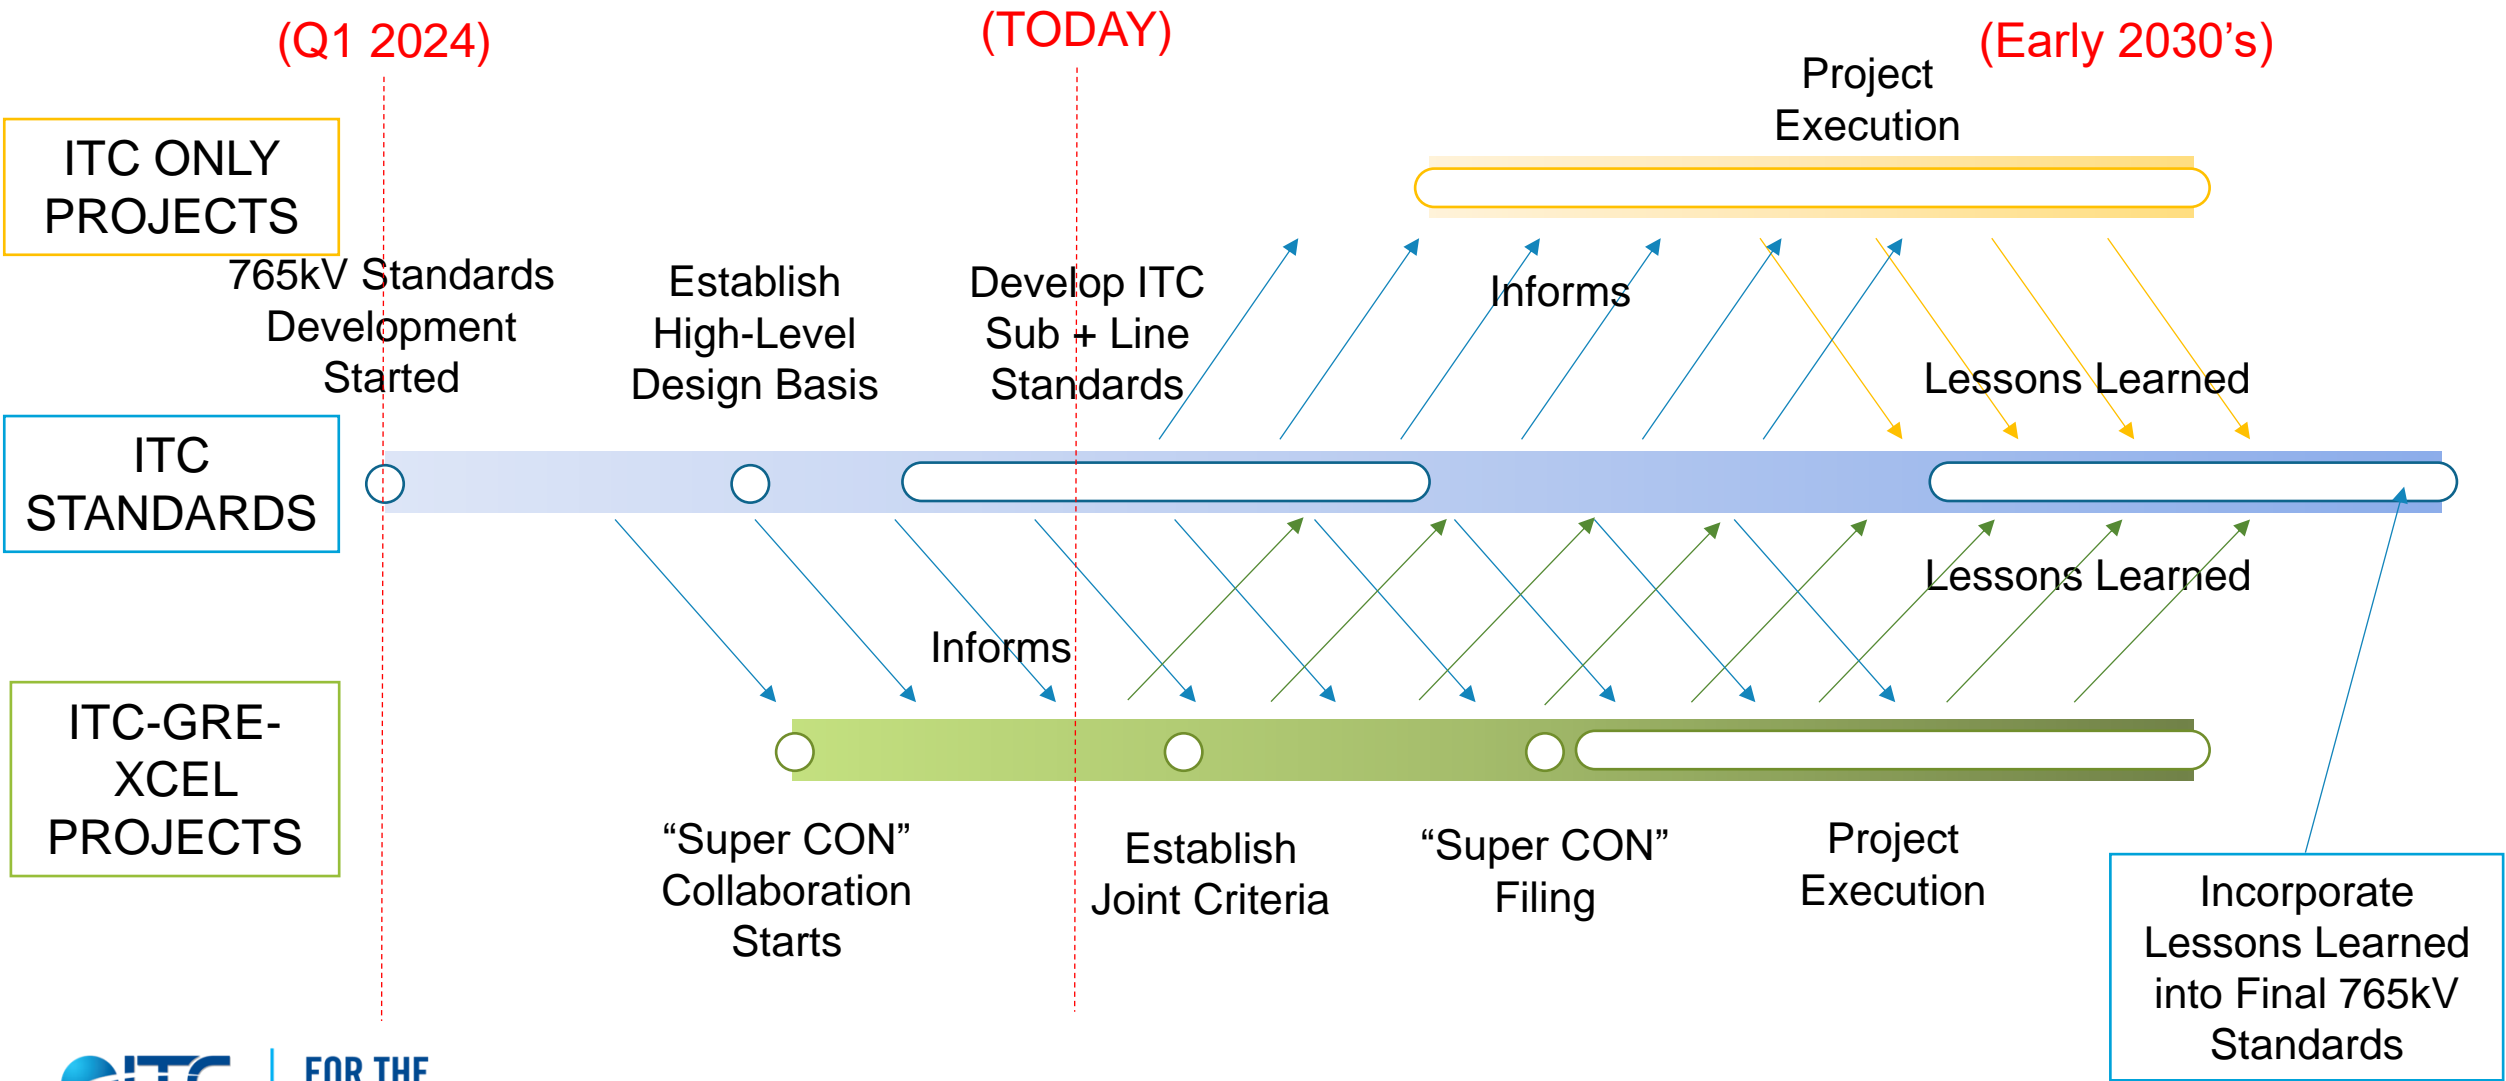 (Q1 2024)
(TODAY)
(Early 2030’s)
Project
Execution
ITC ONLY
PROJECTS
765kV Standards
Development
Started
Establish
High-Level
Design Basis
Develop ITC
Sub + Line
Standards
Informs
Lessons Learned
ITC
STANDARDS
Lessons Learned
Informs
ITC-GRE-
XCEL
PROJECTS
“Super CON”
Collaboration
Starts
Establish
Joint Criteria
“Super CON”
Filing
Project
Execution
Incorporate
Lessons Learned
into Final 765kV
Standards
ITC
FOR THE